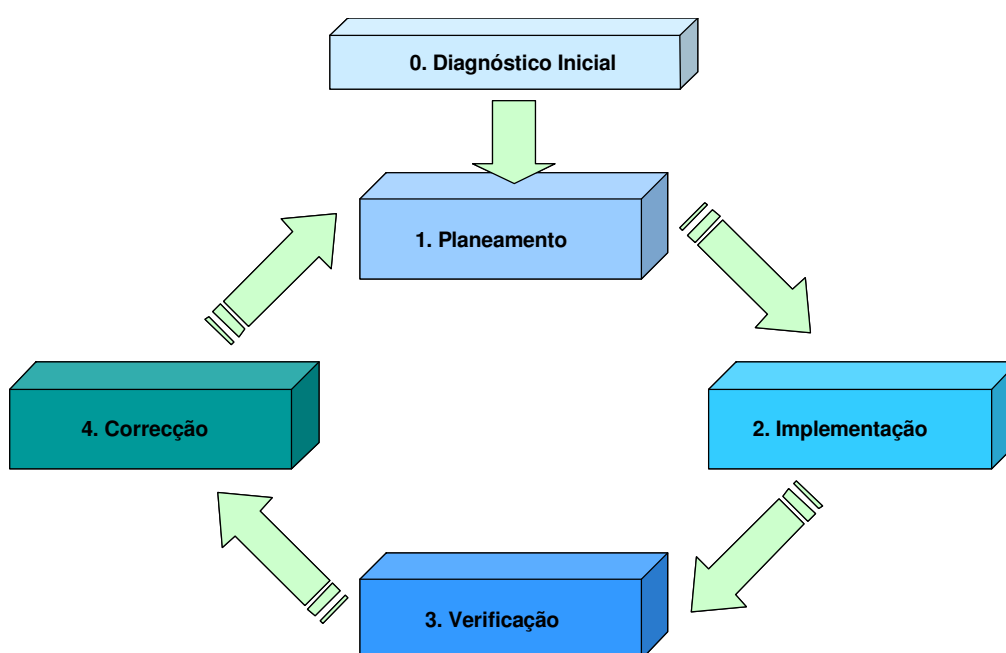 0. Diagnóstico Inicial
1. Planeamento
4. Correcção
2. Implementação
3. Verificação